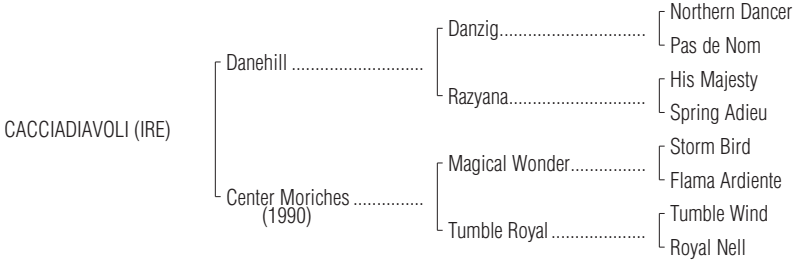 Northern Dancer
Danzig................................
Pas de Nom
Danehill ............................
His Majesty
Razyana..............................
Spring Adieu
CACCIADIAVOLI (IRE)
Storm Bird
Magical Wonder................
Flama Ardiente
Center Moriches ...............
(1990)
Tumble Wind
Tumble Royal ....................
Royal Nell